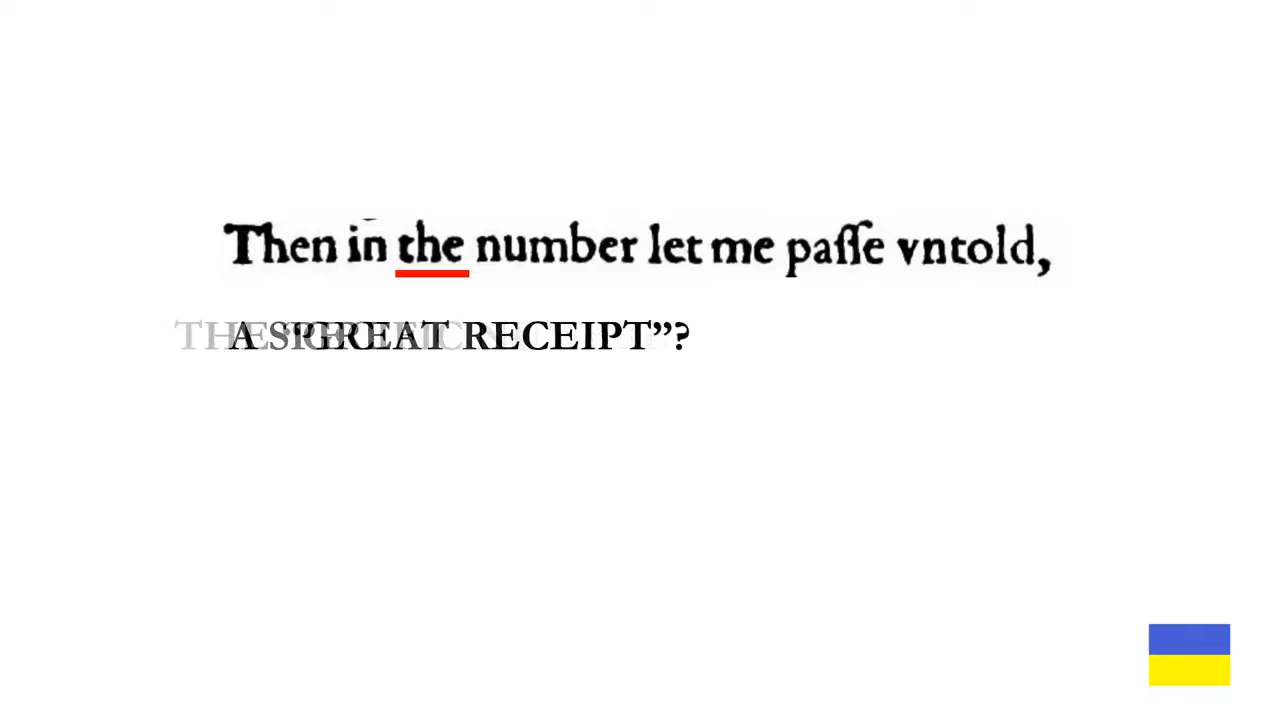 Then in the number let me paſſe vntold,
“GREAT RECEIPT”?